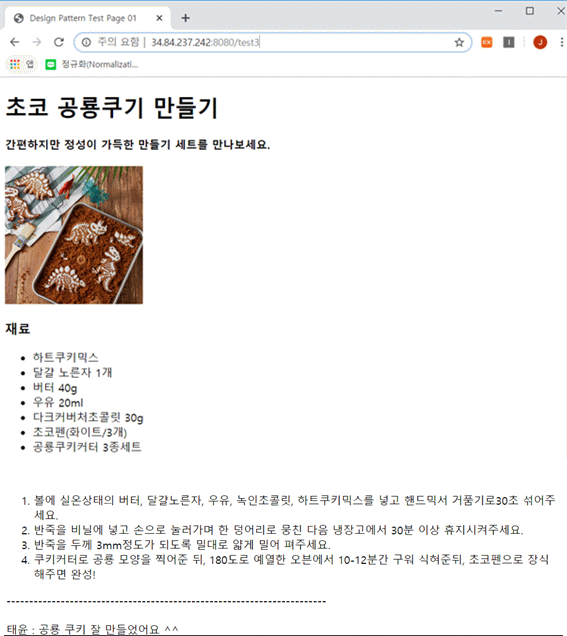 Design Pattern Test Page 01
주의 요함 | 34.84.237.242:8080/test3
EX
I
J
앱
정규화(Normalizati...
초코 공룡쿠기 만들기
간편하지만 정성이 가득한 만들기 세트를 만나보세요.
재료
• 하트쿠키믹스
• 달걀 노른자 1개
• 버터 40g
• 우유 20ml
• 다크커버처초콜릿 30g
• 초코펜(화이트/3개)
• 공룡쿠키커터 3종세트
1. 볼에 실온상태의 버터, 달걀노른자, 우유, 녹인초콜릿, 하트쿠키믹스를 넣고 핸드믹서 거품기로30초 섞어주
세요.
2. 반죽을 비닐에 넣고 손으로 눌러가며 한 덩어리로 뭉친 다음 냉장고에서 30분 이상 휴지시켜주세요.
3. 반죽을 두께 3mm정도가 되도록 밀대로 얇게 밀어 펴주세요.
4. 쿠키커터로 공룡 모양을 찍어준 뒤, 180도로 예열한 오븐에서 10-12분간 구워 식혀준뒤, 초코펜으로 장식
해주면 완성!
----------------------------------------------------------------
태윤 : 공룡 쿠키 잘 만들었어요 ^^